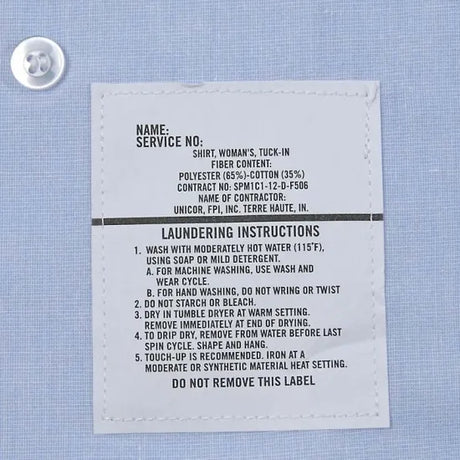 NAME:
SERVICE NO:
SHIRT, WOMAN'S, TUCK-IN
FIBER CONTENT:
POLYESTER (65%)-COTTON (35%)
CONTRACT NO: SPM1C1-12-D-F506
NAME OF CONTRACTOR:
UNICOR, FPI, INC. TERRE HAUTE, IN.
LAUNDERING INSTRUCTIONS
1. WASH WITH MODERATELY HOT WATER (115°F),
USING SOAP OR MILD DETERGENT.
A. FOR MACHINE WASHING, USE WASH AND
WEAR CYCLE.
B. FOR HAND WASHING, DO NOT WRING OR TWIST
2. DO NOT STARCH OR BLEACH.
3. DRY IN TUMBLE DRYER AT WARM SETTING.
REMOVE IMMEDIATELY AT END OF DRYING.
4. TO DRIP DRY, REMOVE FROM WATER BEFORE LAST
SPIN CYCLE. SHAPE AND HANG.
5. TOUCH-UP IS RECOMMENDED. IRON AT A
MODERATE OR SYNTHETIC MATERIAL HEAT SETTING.
DO NOT REMOVE THIS LABEL